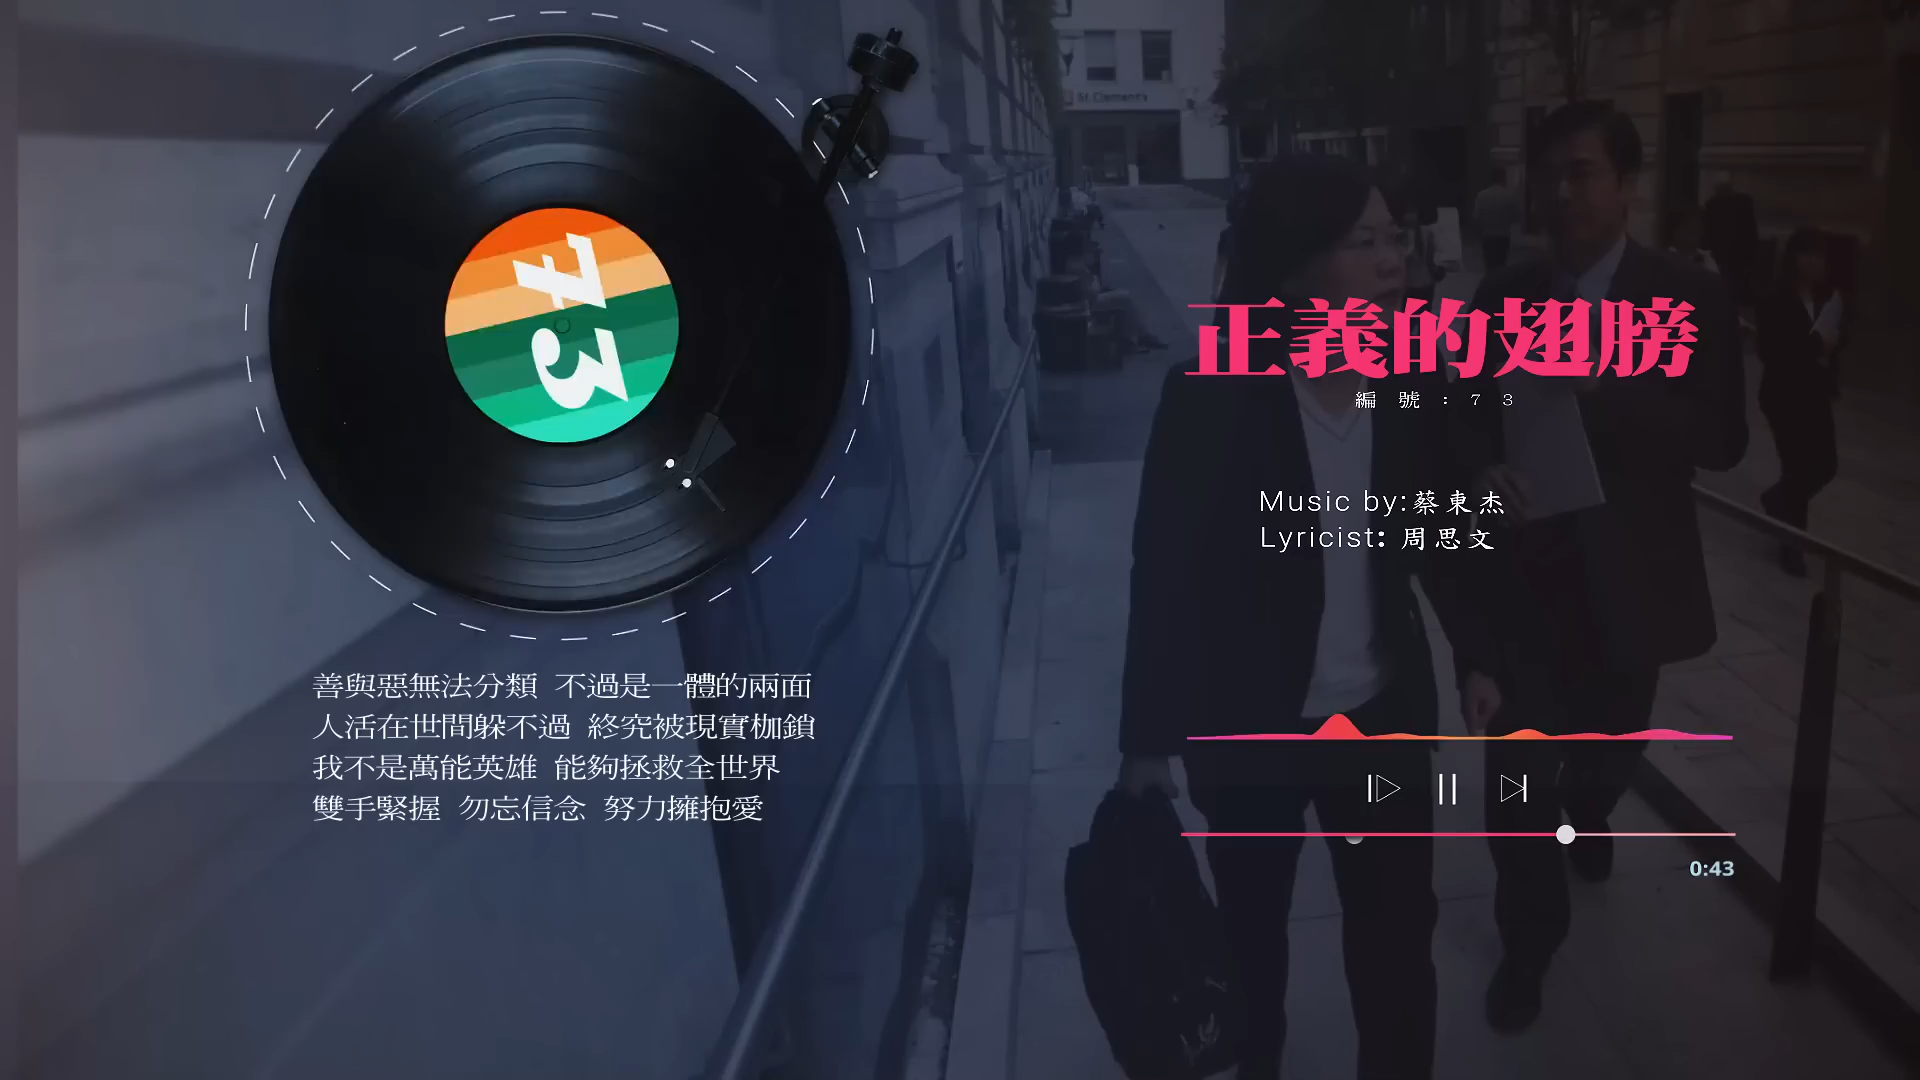 St Clement's
73
正義的翅膀
編號:73
Music by:蔡東杰
Lyricist: 周思文
善與惡無法分類 不過是一體的兩面
人活在世間躲不過 終究被現實枷鎖
我不是萬能英雄 能夠拯救全世界
雙手緊握 勿忘信念 努力擁抱愛
0:43